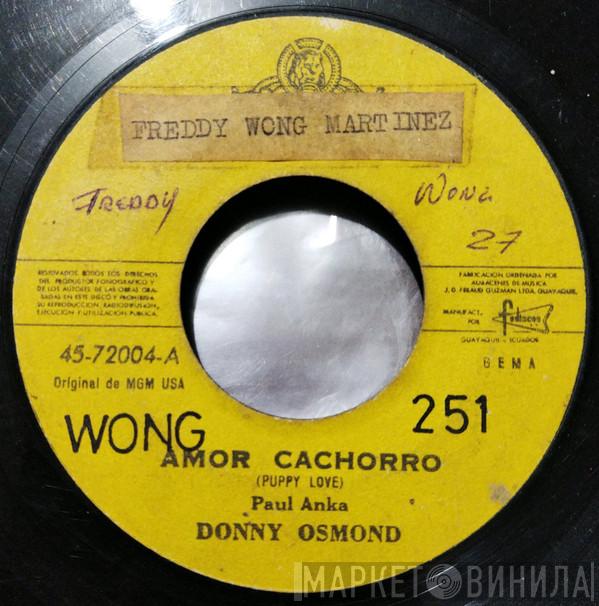 FREDDY WONG MARTINEZ
FREDDY
WONG
27
RESERVADOS TODOS LOS DERECHOS
DEL PRODUCTOR FONOGRAFICO Y
DE LOS AUTORES DE LAS OBRAS GRA-
BADAS EN ESTE DISCO Y PROHIBIDA
SU REPRODUCCION, RADIODIFUSION,
EJECUCION Y UTILIZACION PUBLICA.
FABRICACION ORDENADA POR
ALMACENES DE MUSICA
J. D. FERAUD GUZMAN LTDA. GUAYAQUIL
MANUFACT. POR fediscos
GUAYAQUIL - ECUADOR
BEMA
45-72004-A
Original de MGM USA
WONG
251
AMOR CACHORRO
(PUPPY LOVE)
Paul Anka
DONNY OSMOND
МАРКЕТ ВИНИЛА